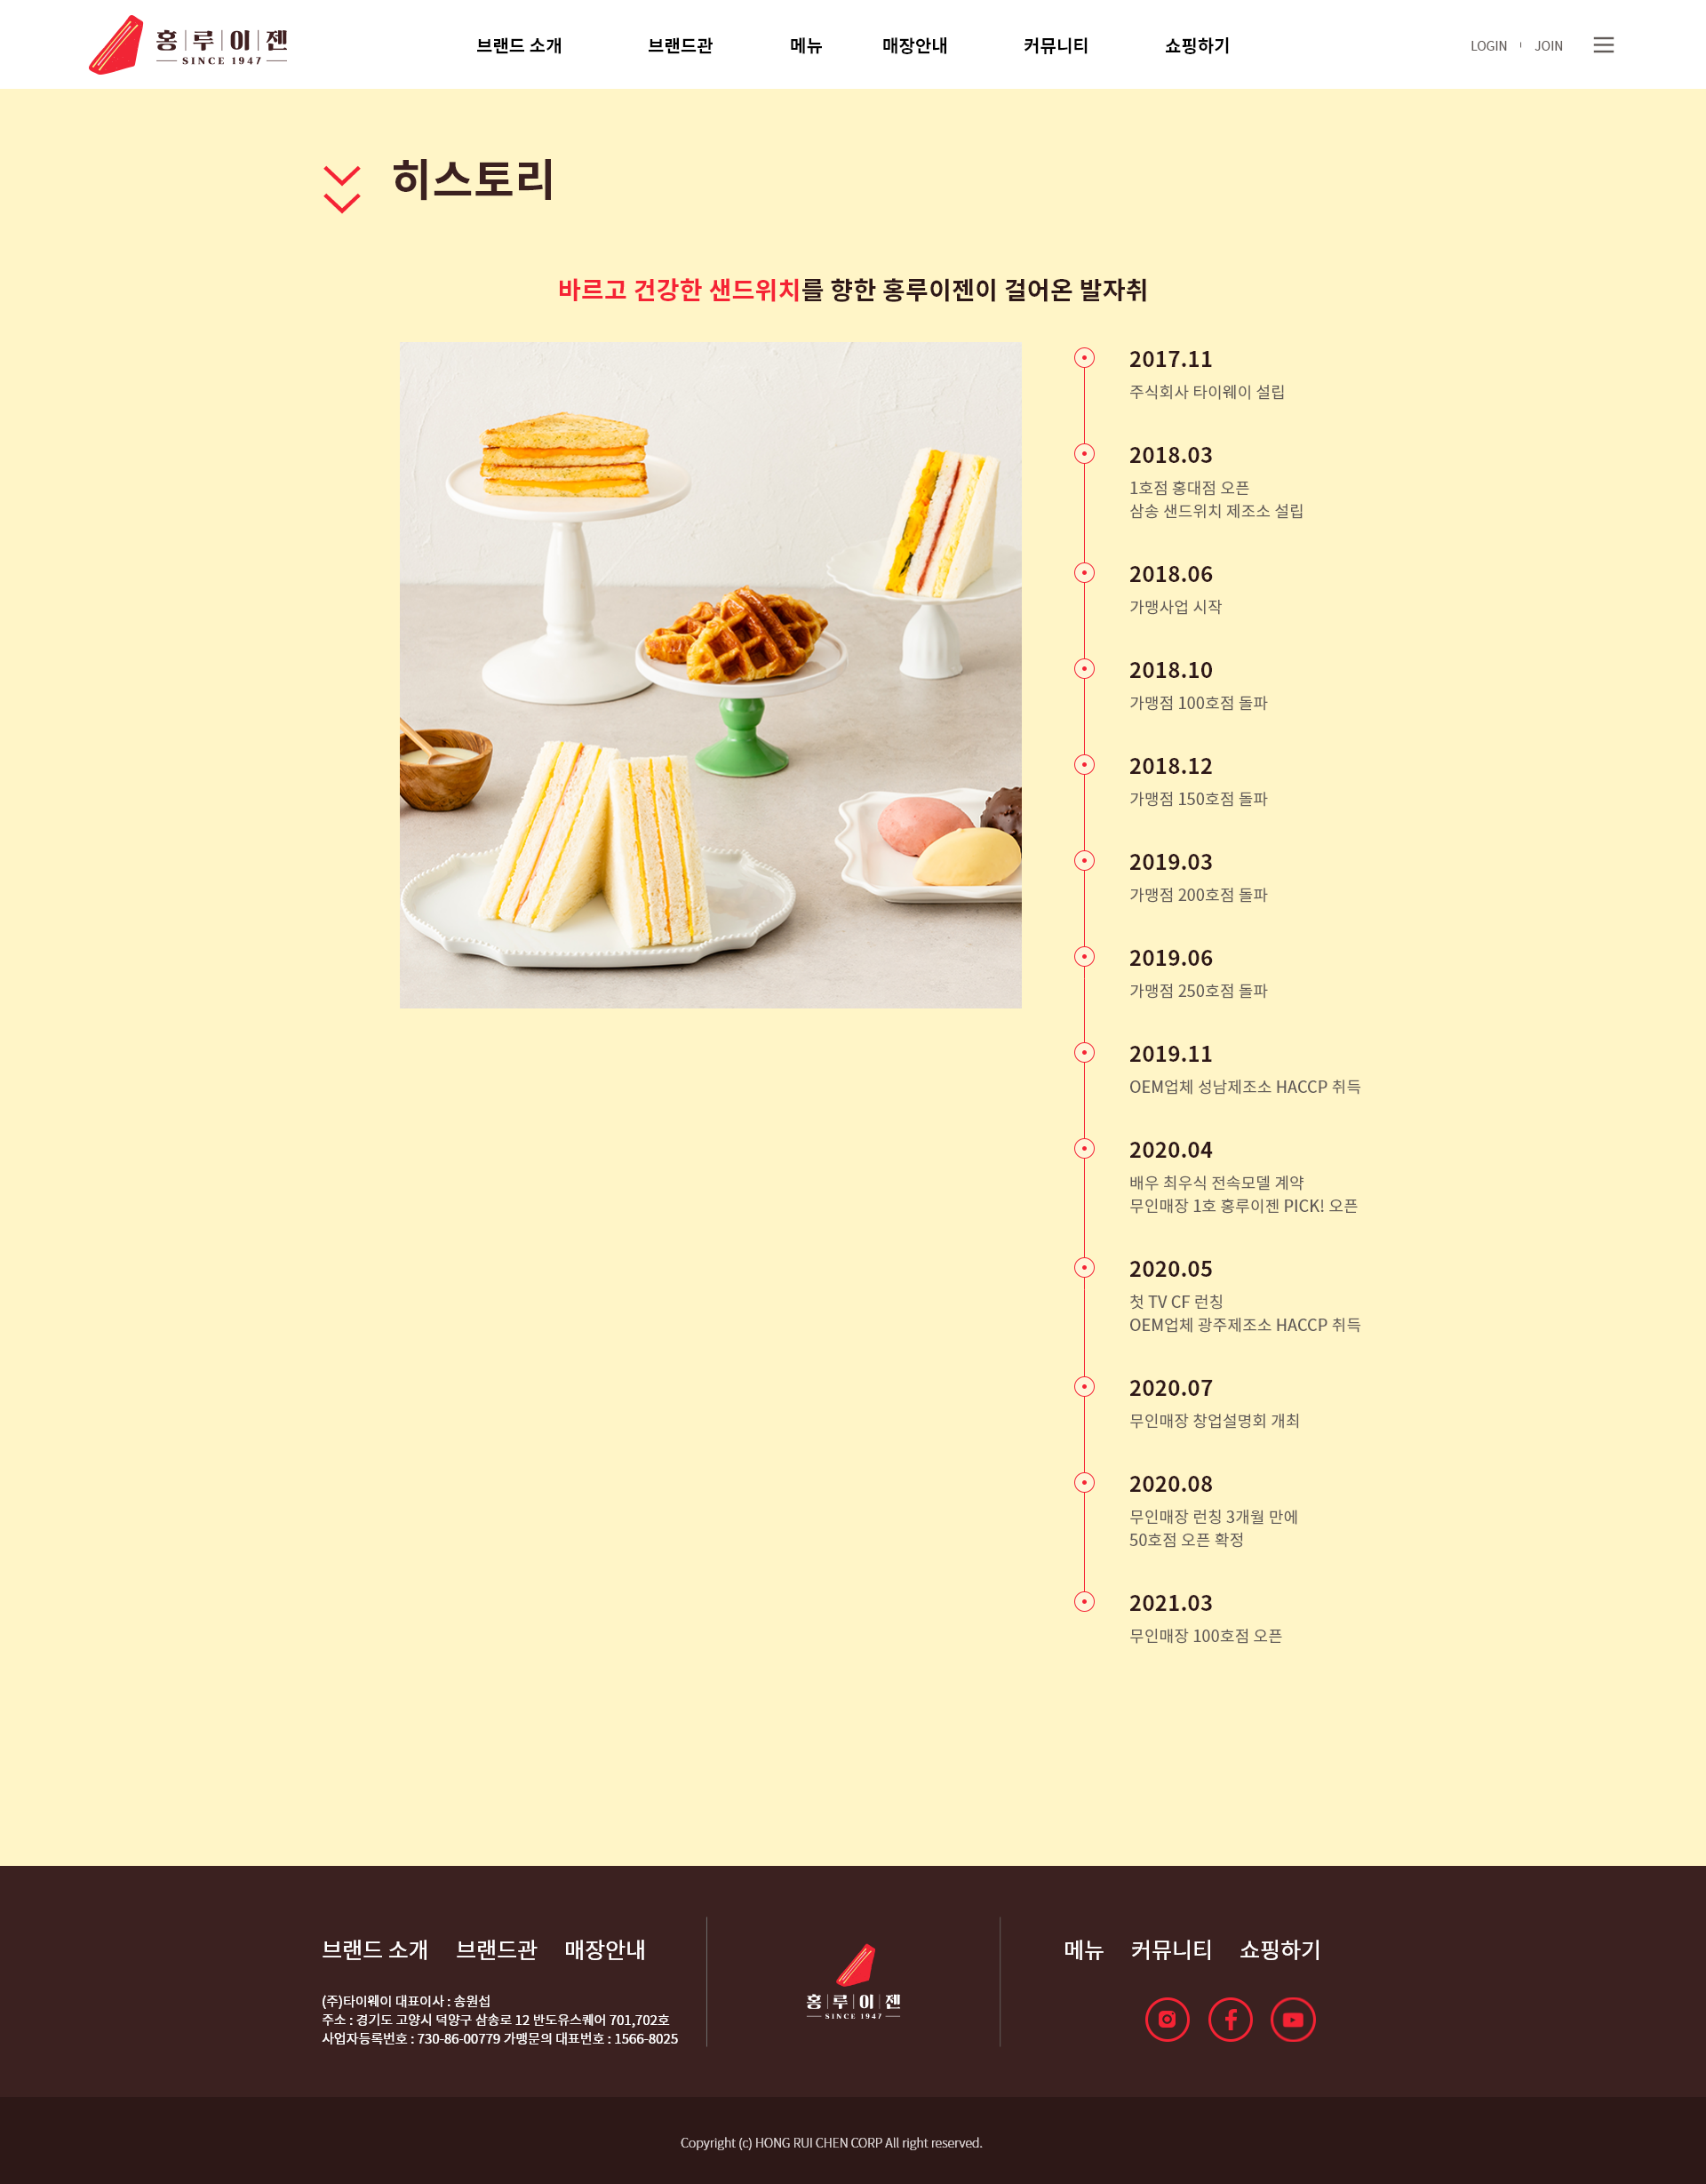 홍루이젠
SINCE 1947
브랜드 소개
브랜드관
메뉴
매장안내
커뮤니티
쇼핑하기
LOGIN
JOIN
히스토리
바르고 건강한 샌드위치를 향한 홍루이젠이 걸어온 발자취
2017.11
주식회사 타이웨이 설립
2018.03
1호점 홍대점 오픈
삼송 샌드위치 제조소 설립
2018.06
가맹사업 시작
2018.10
가맹점 100호점 돌파
2018.12
가맹점 150호점 돌파
2019.03
가맹점 200호점 돌파
2019.06
가맹점 250호점 돌파
2019.11
OEM업체 성남제조소 HACCP 취득
2020.04
배우 최우식 전속모델 계약
무인매장 1호 홍루이젠 PICK! 오픈
2020.05
첫 TV CF 런칭
OEM업체 광주제조소 HACCP 취득
2020.07
무인매장 창업설명회 개최
2020.08
무인매장 런칭 3개월 만에
50호점 오픈 확정
2021.03
무인매장 100호점 오픈
브랜드 소개
브랜드관
매장안내
(주)타이웨이 대표이사 : 송원섭
주소 : 경기도 고양시 덕양구 삼송로 12 반도유스퀘어 701,702호
사업자등록번호 : 730-86-00779 가맹문의 대표번호 : 1566-8025
홍루이젠
SINCE 1947
메뉴
커뮤니티
쇼핑하기
Copyright (c) HONG RUI CHEN CORP All right reserved.